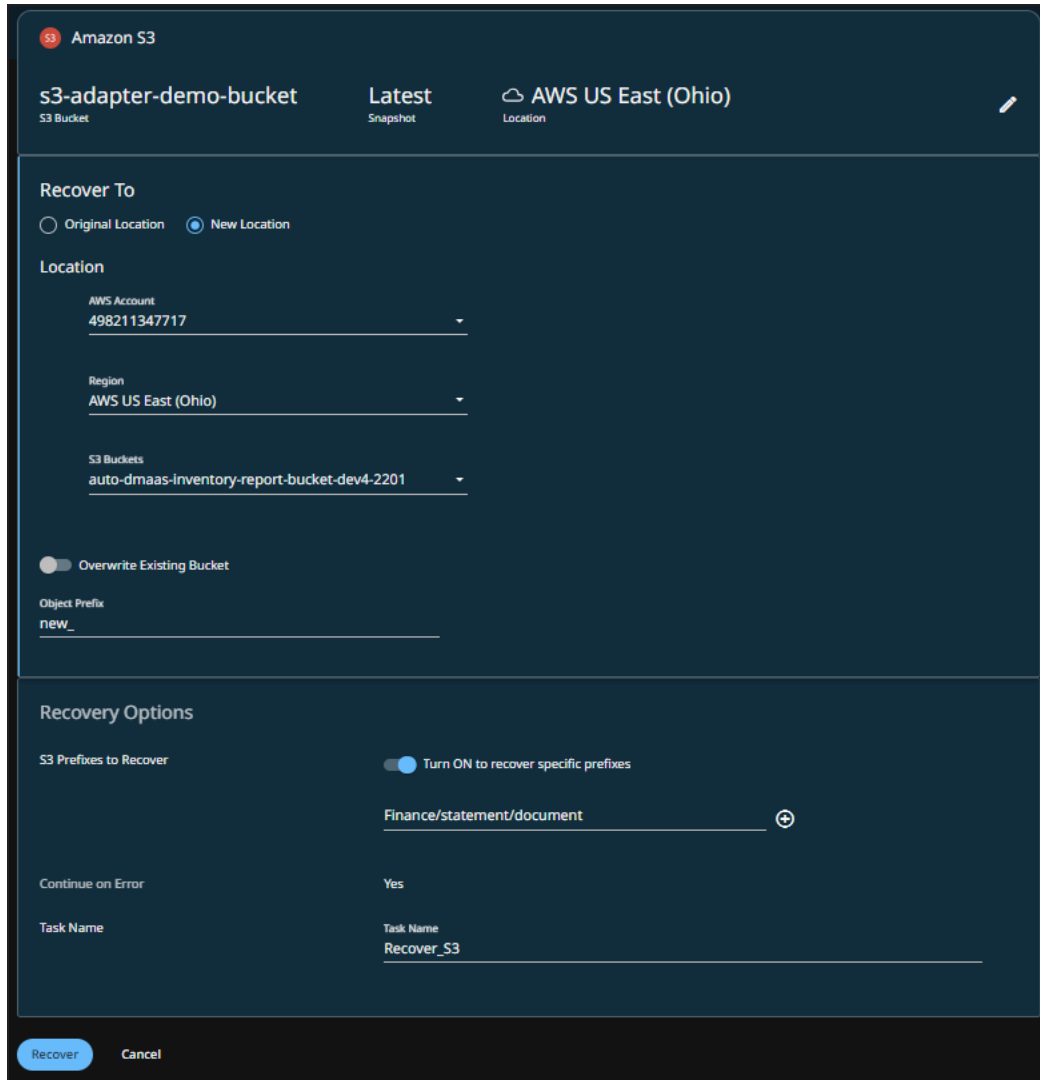 S3 Amazon S3
s3-adapter-demo-bucket Latest AWS US East (Ohio)
S3 Bucket Snapshot Location
Recover To
Original Location New Location
Location
AWS Account
498211347717
Region
AWS US East (Ohio)
S3 Buckets
auto-dmaas-inventory-report-bucket-dev4-2201
Overwrite Existing Bucket
Object Prefix
new_
Recovery Options
S3 Prefixes to Recover Turn ON to recover specific prefixes
Finance/statement/document
Continue on Error Yes
Task Name Task Name
Recover_S3
Recover Cancel